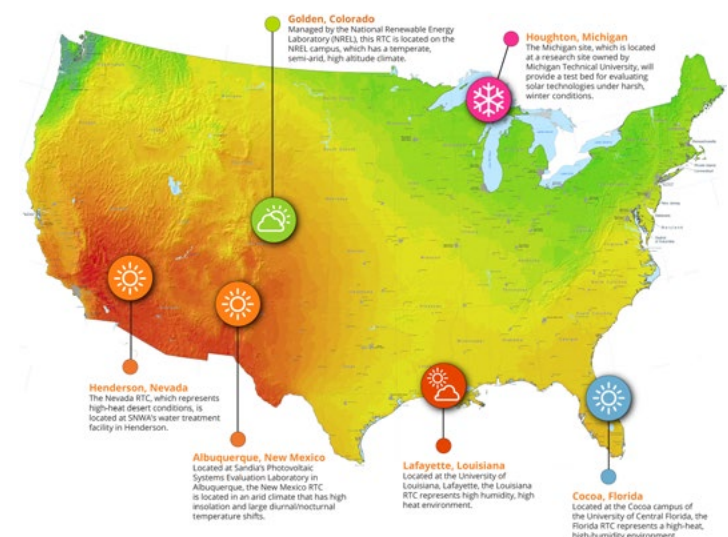 Golden, Colorado
Managed by the National Renewable Energy
Laboratory (NREL), this RTC is located on the
NREL campus, which has a temperate,
semi-arid, high altitude climate.
Houghton, Michigan
The Michigan site, which is located
at a research site owned by
Michigan Technical University, will
provide a test bed for evaluating
solar technologies under harsh,
winter conditions.
Henderson, Nevada
The Nevada RTC, which represents
high-heat desert conditions, is
located at SNWA's water treatment
facility in Henderson.
Albuquerque, New Mexico
Located at Sandia's Photovoltaic
Systems Evaluation Laboratory in
Albuquerque, the New Mexico RTC
is located in an arid climate that has high
insolation and large diurnal/nocturnal
temperature shifts.
Lafayette, Louisiana
Located at the University of
Louisiana, Lafayette, the Louisiana
RTC represents high humidity, high
heat environment.
Cocoa, Florida
Located at the Cocoa campus of
the University of Central Florida, the
Florida RTC represents a high-heat,
high-humidity environment